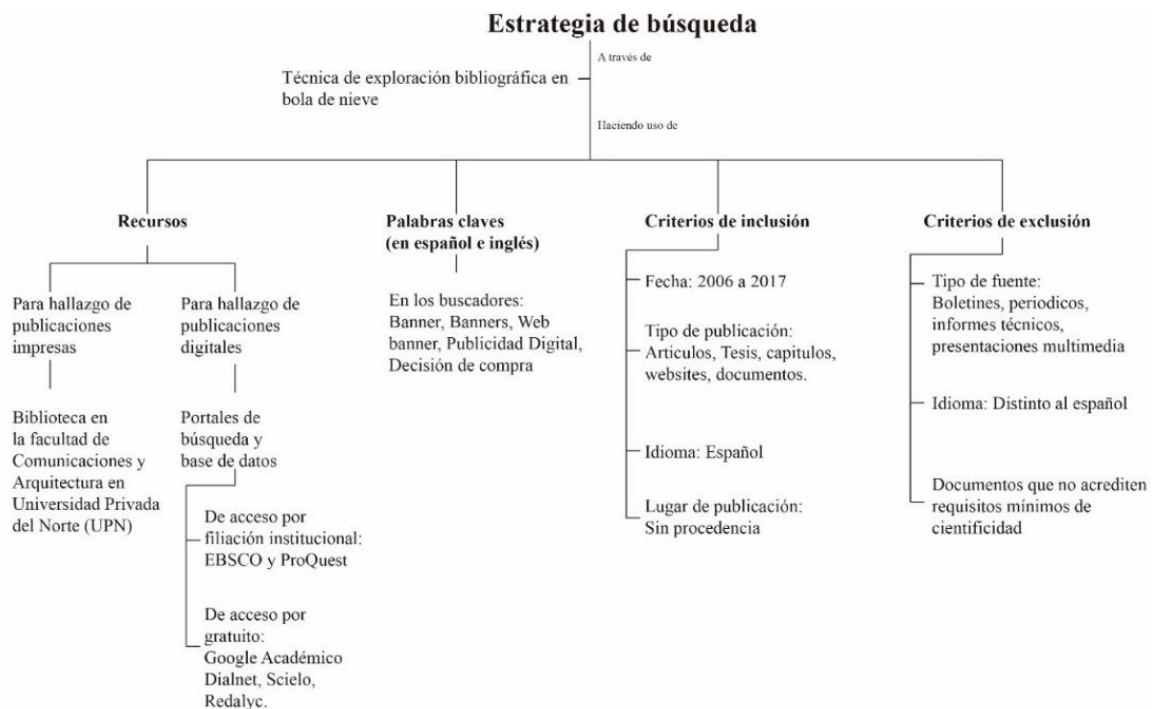 Estrategia de búsqueda
A través de
Técnica de exploración bibliográfica en
bola de nieve
Haciendo uso de
Recursos
Para hallazgo de
publicaciones
impresas
Biblioteca en
la facultad de
Comunicaciones y
Arquitectura en
Universidad Privada
del Norte (UPN)
Para hallazgo de
publicaciones
digitales
Portales de
búsqueda y
base de datos
De acceso por
filiación institucional:
EBSCO y ProQuest
De acceso por
gratuito:
Google Académico
Dialnet, Scielo,
Redalyc.
Palabras claves
(en español e inglés)
En los buscadores:
Banner, Banners, Web
banner, Publicidad Digital,
Decisión de compra
Criterios de inclusión
Fecha: 2006 a 2017
Tipo de publicación:
Articulos, Tesis, capitulos,
websites, documentos.
Idioma: Español
Lugar de publicación:
Sin procedencia
Criterios de exclusión
Tipo de fuente:
Boletines, periodicos,
informes técnicos,
presentaciones multimedia
Idioma: Distinto al español
Documentos que no acrediten
requisitos mínimos de
cientificidad